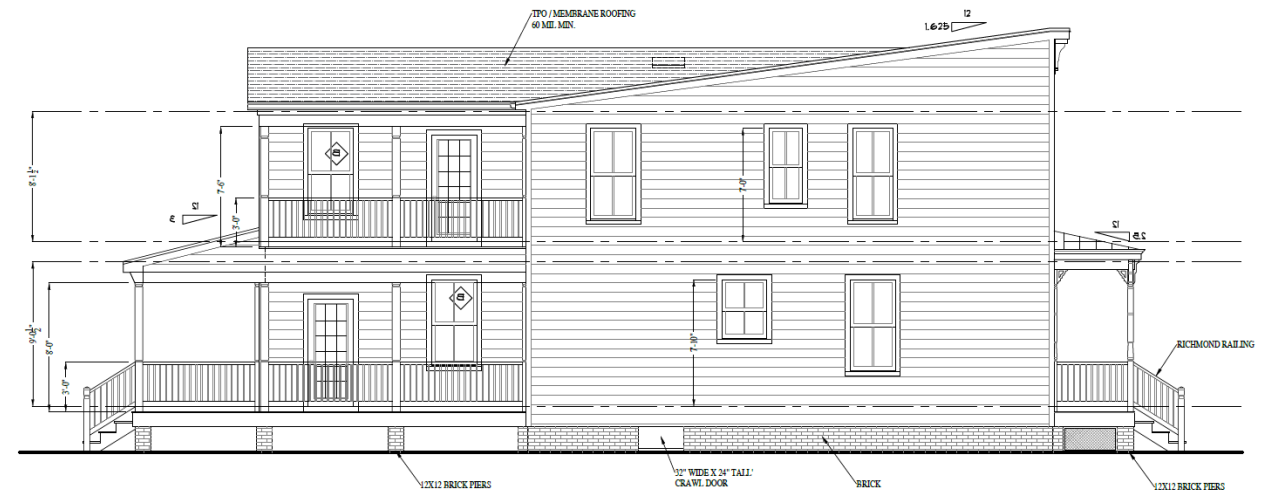 TPO / MEMBRANE ROOFING
60 MIL MIN.
12
1.625
8'-1 1/2"
7'-6"
3'-0"
B
7'-0"
12
3
12
9'-0 1/2"
8'-0"
3'-0"
B
7'-10"
RICHMOND RAILING
32" WIDE X 24" TALL'
CRAWL DOOR
12X12 BRICK PIERS
BRICK
12X12 BRICK PIERS